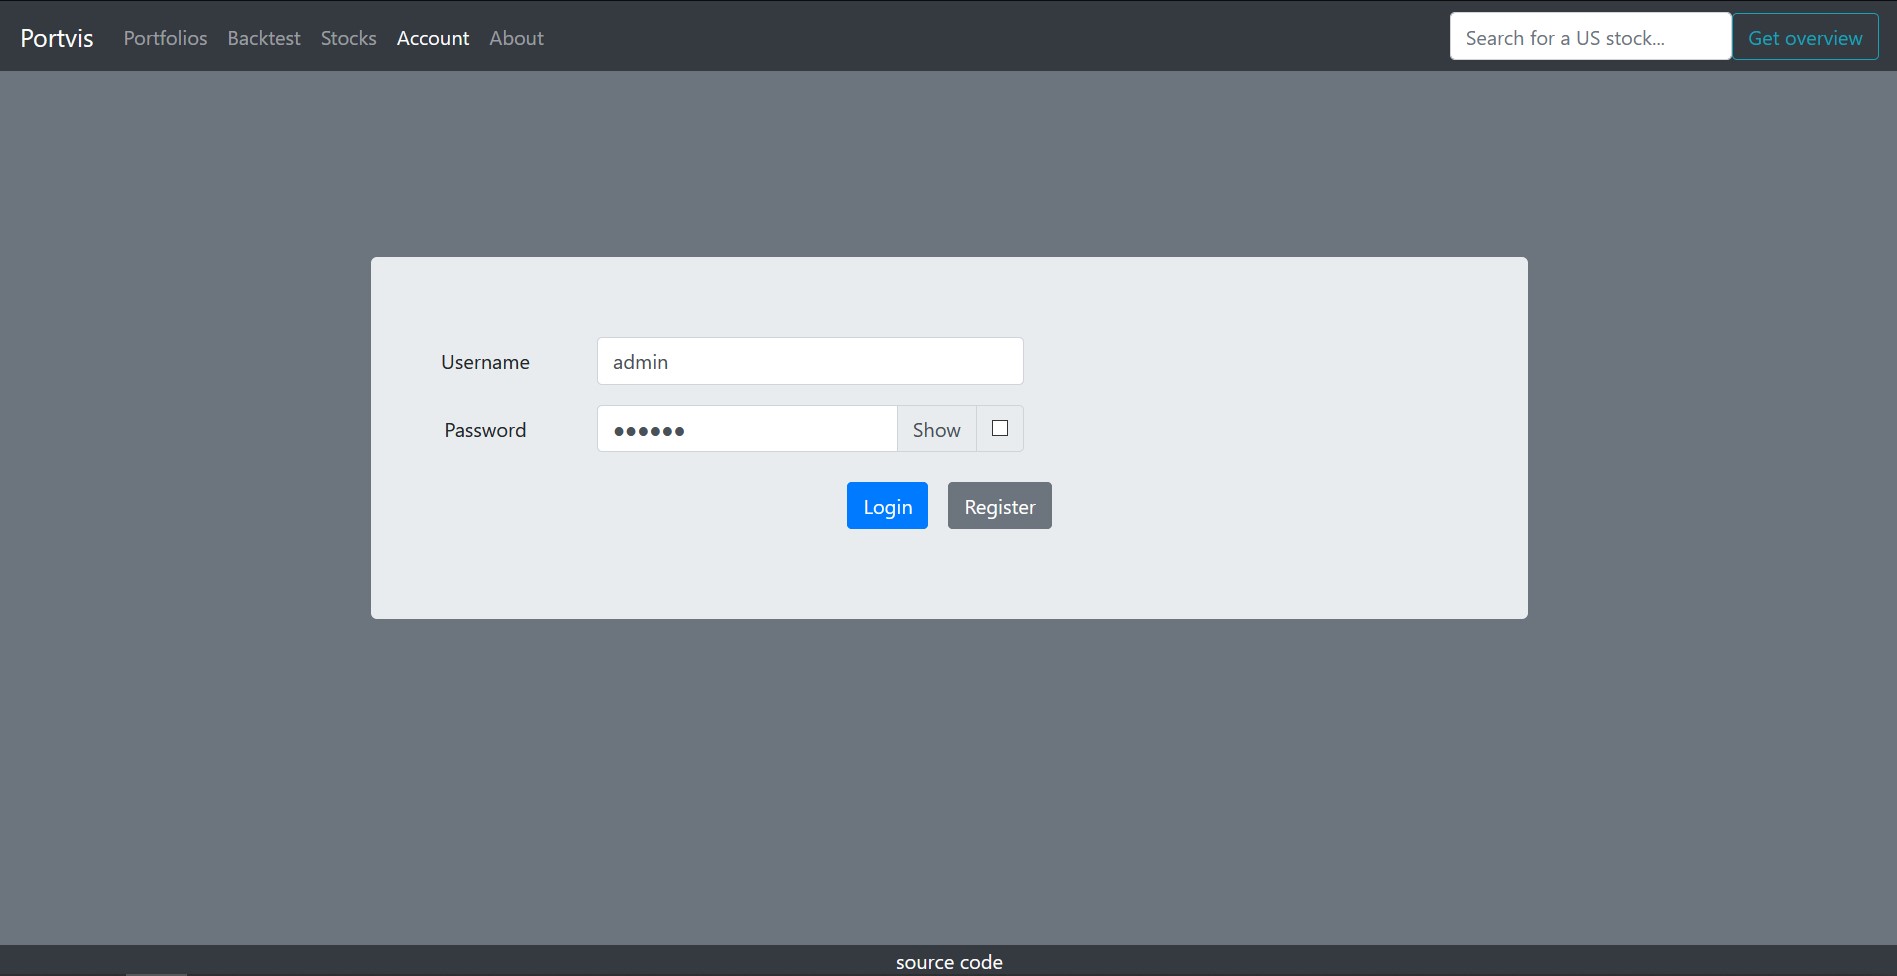 Portvis Portfolios Backtest Stocks Account About Search for a US stock... Get overview
Username admin
Password ●●●●●● Show
Login Register
source code